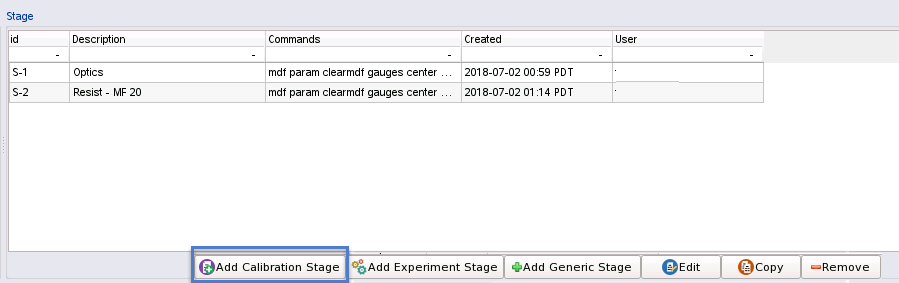 Stage
id Description Commands Created User
- - - - -
S-1 Optics mdf param clearmdf gauges center ... 2018-07-02 00:59 PDT
S-2 Resist - MF 20 mdf param clearmdf gauges center ... 2018-07-02 01:14 PDT
Add Calibration Stage Add Experiment Stage Add Generic Stage Edit Copy Remove